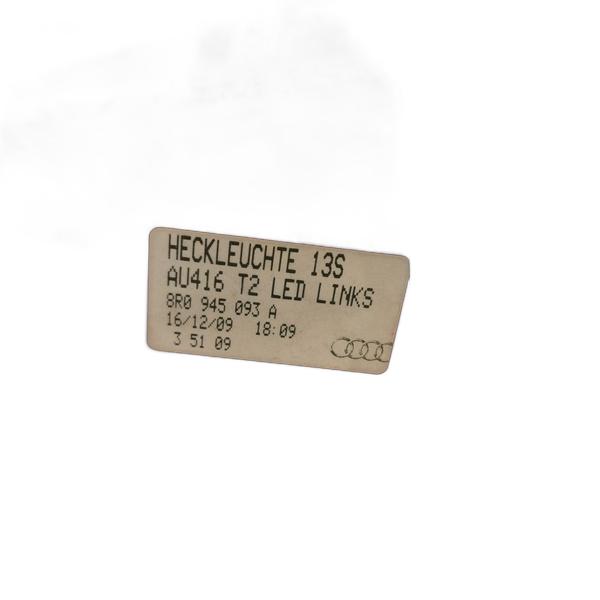 HECKLEUCHTE 13S
AU416 T2 LED LINKS
8R0 945 093 A
16/12/09 18:09
3 51 09